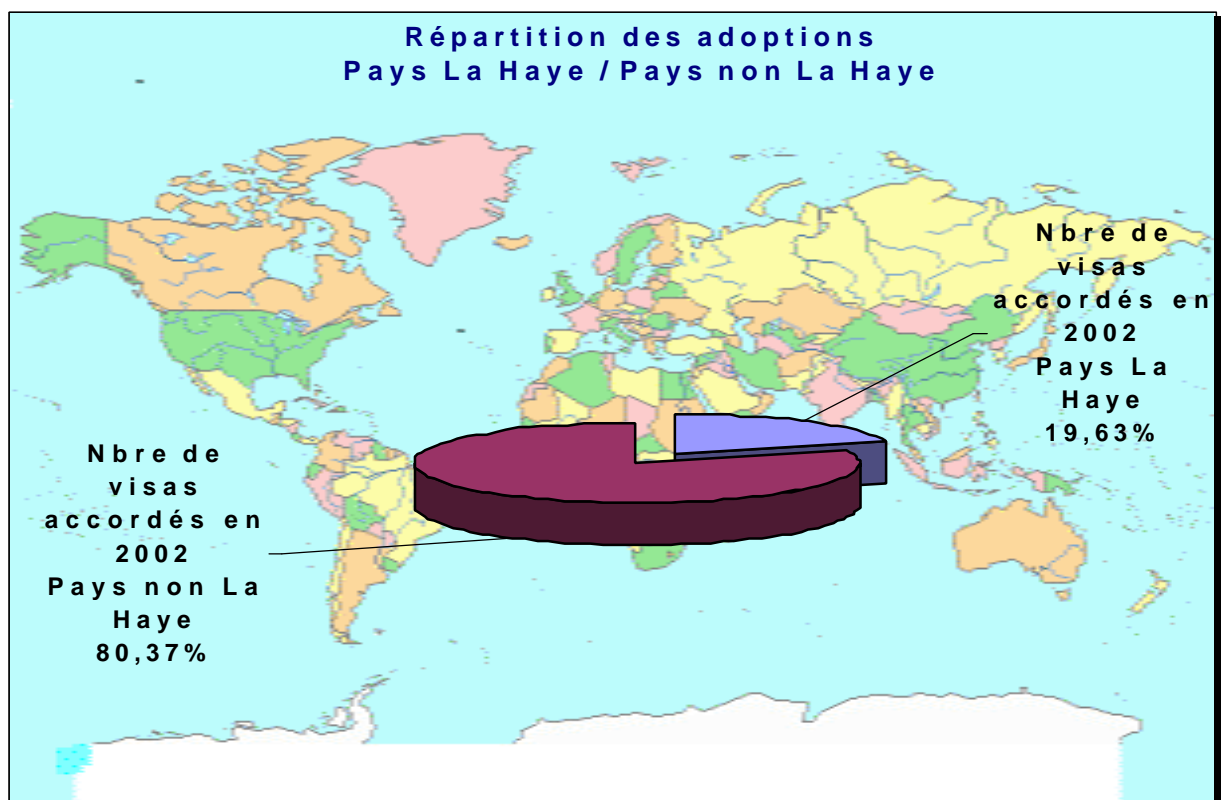 Répartition des adoptions
Pays La Haye / Pays non La Haye
Nbre de
visas
accordés en
2002
Pays La
Haye
19,63%
Nbre de
visas
accordés en
2002
Pays non La
Haye
80,37%